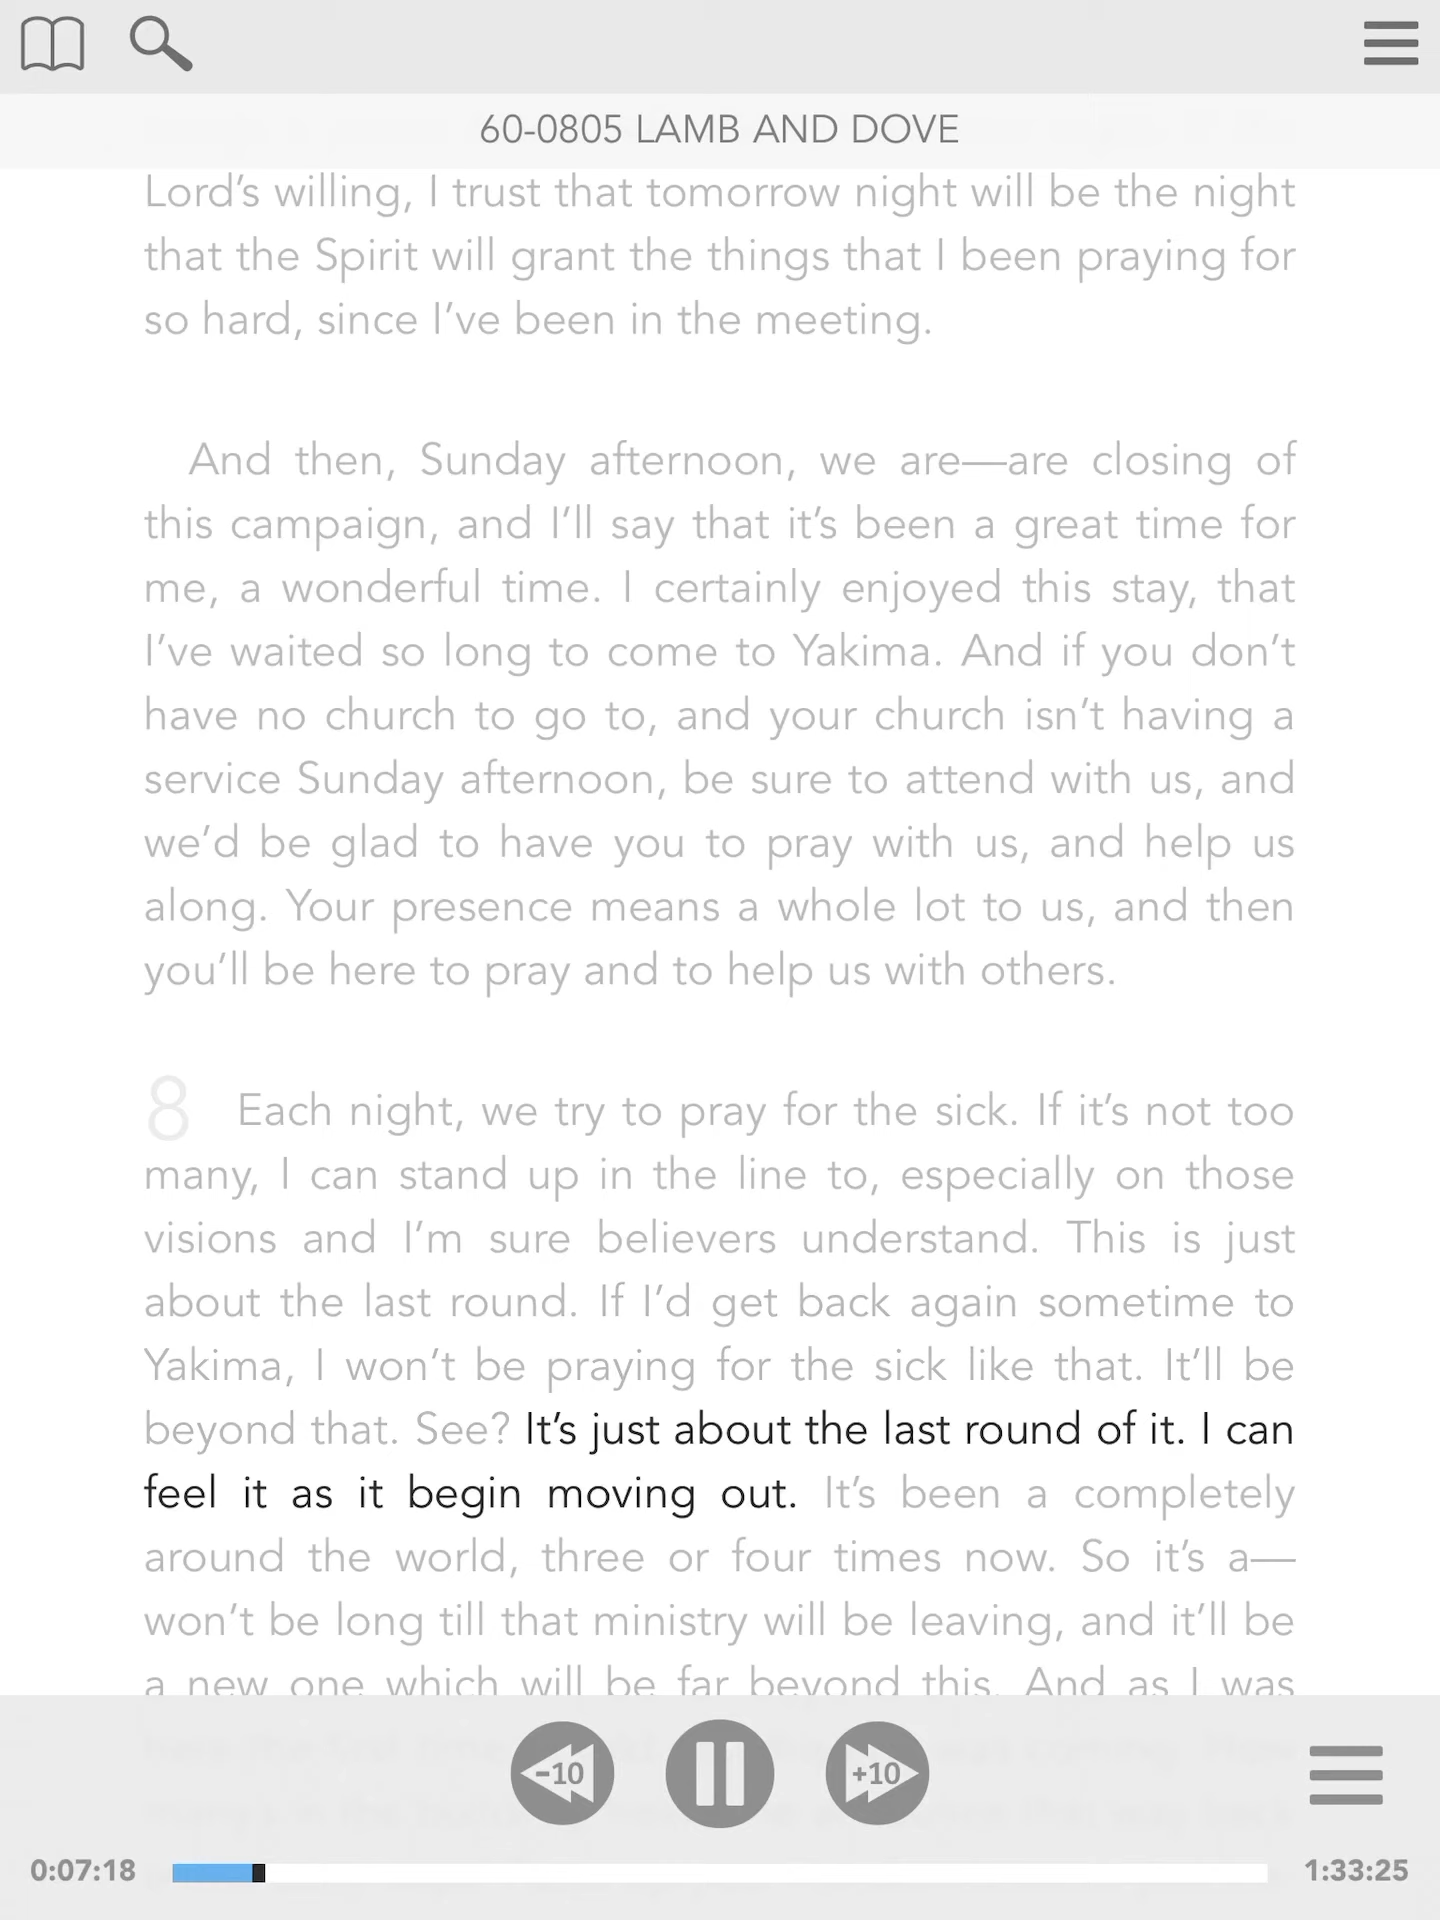 60-0805 LAMB AND DOVE
Lord’s willing, I trust that tomorrow night will be the night
that the Spirit will grant the things that I been praying for
so hard, since I’ve been in the meeting.
And then, Sunday afternoon, we are—are closing of
this campaign, and I’ll say that it’s been a great time for
me, a wonderful time. I certainly enjoyed this stay, that
I’ve waited so long to come to Yakima. And if you don’t
have no church to go to, and your church isn’t having a
service Sunday afternoon, be sure to attend with us, and
we’d be glad to have you to pray with us, and help us
along. Your presence means a whole lot to us, and then
you’ll be here to pray and to help us with others.
8 Each night, we try to pray for the sick. If it’s not too
many, I can stand up in the line to, especially on those
visions and I’m sure believers understand. This is just
about the last round. If I’d get back again sometime to
Yakima, I won’t be praying for the sick like that. It’ll be
beyond that. See? It’s just about the last round of it. I can
feel it as it begin moving out. It’s been a completely
around the world, three or four times now. So it’s a—
won’t be long till that ministry will be leaving, and it’ll be
a new one which will be far beyond this. And as I was
-10 +10
0:07:18 1:33:25